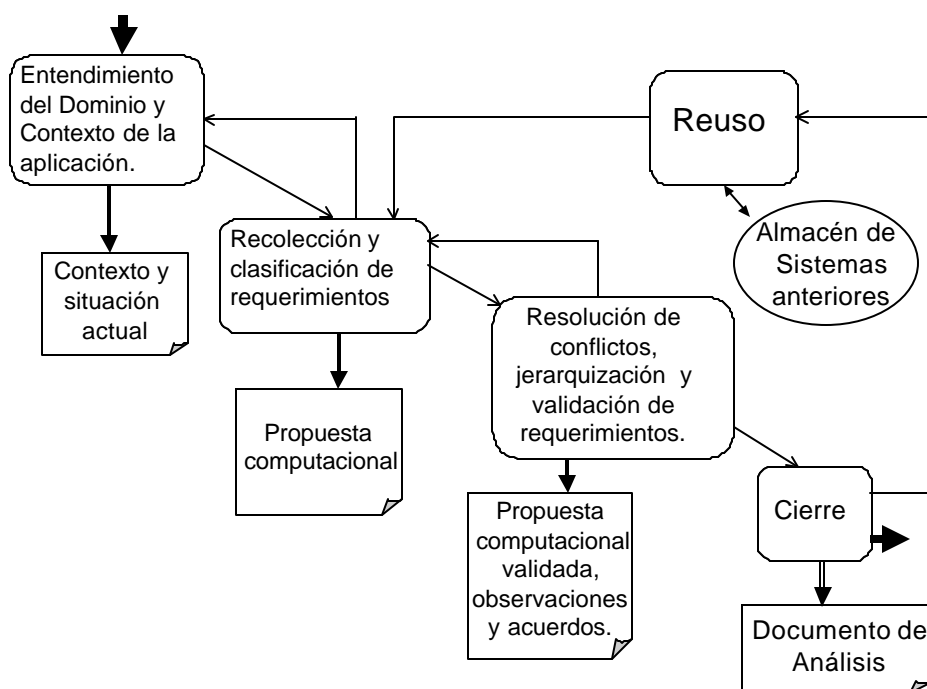 Entendimiento
del Dominio y
Contexto de la
aplicación.
Reuso
Almacén de
Sistemas
anteriores
Recolección y
clasificación de
requerimientos
Contexto y
situación
actual
Resolución de
conflictos,
jerarquización y
validación de
requerimientos.
Propuesta
computacional
Cierre
Propuesta
computacional
validada,
observaciones
y acuerdos.
Documento de
Análisis